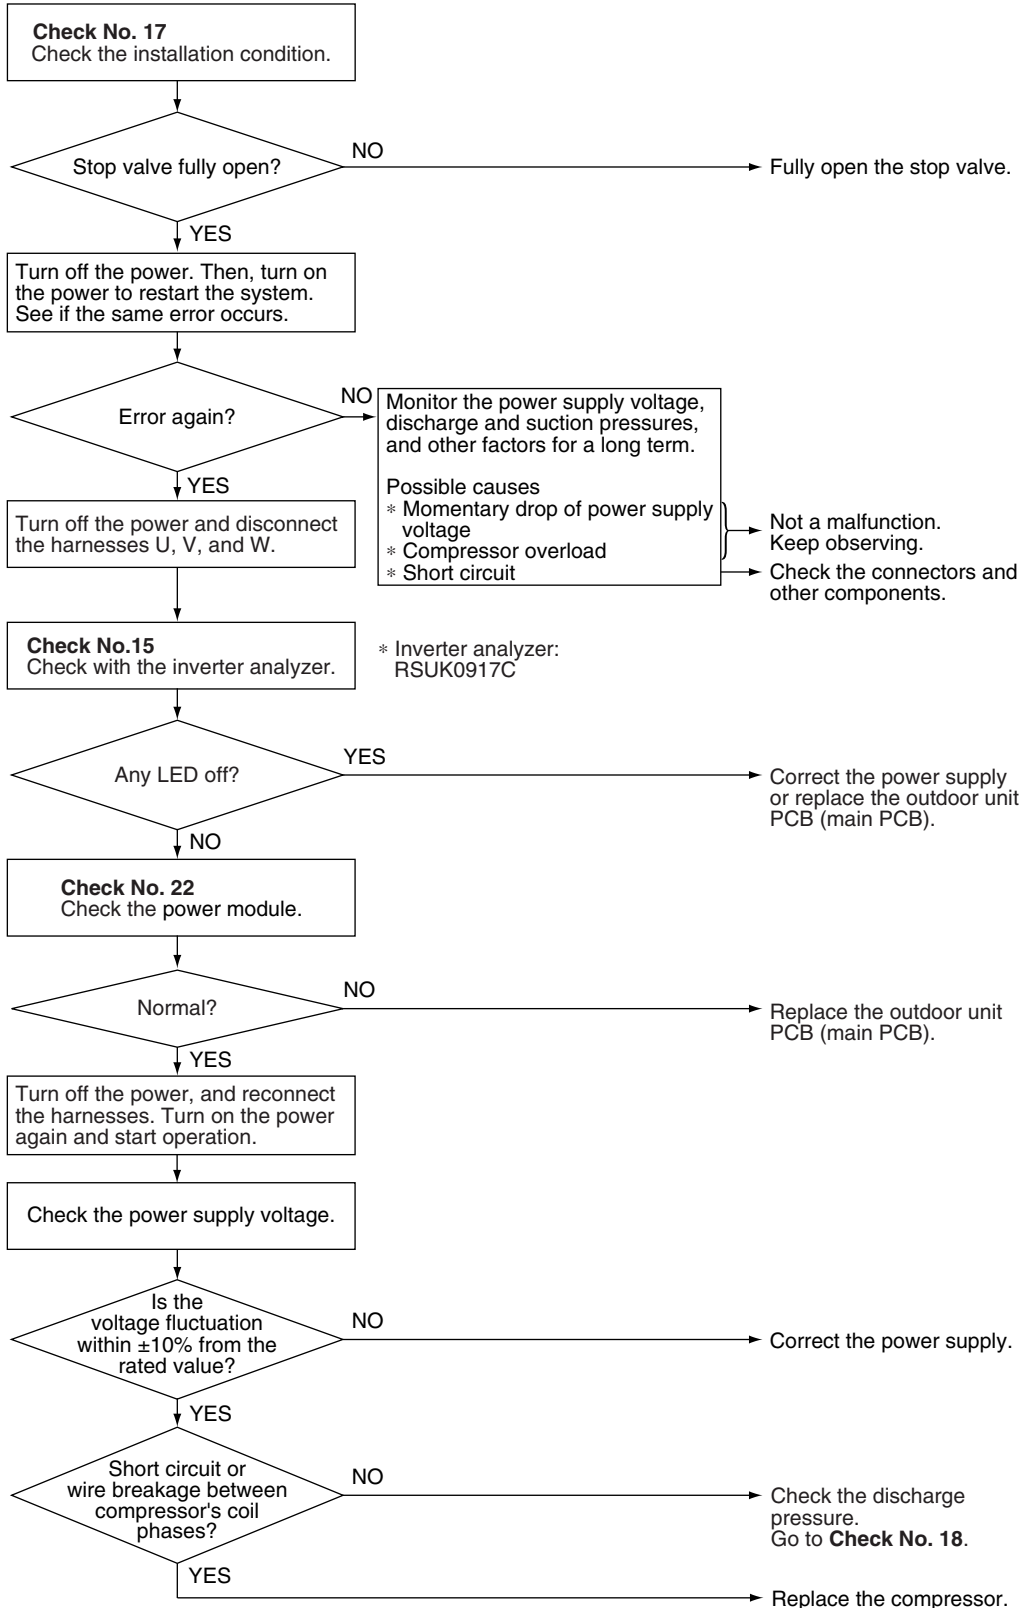 Check No. 17
Check the installation condition.
Stop valve fully open?
NO
Fully open the stop valve.
YES
Turn off the power. Then, turn on
the power to restart the system.
See if the same error occurs.
Error again?
NO
Monitor the power supply voltage,
discharge and suction pressures,
and other factors for a long term.
Possible causes
* Momentary drop of power supply
voltage
* Compressor overload
* Short circuit
Not a malfunction.
Keep observing.
Check the connectors and
other components.
YES
Turn off the power and disconnect
the harnesses U, V, and W.
Check No.15
Check with the inverter analyzer.
* Inverter analyzer:
RSUK0917C
Any LED off?
YES
Correct the power supply
or replace the outdoor unit
PCB (main PCB).
NO
Check No. 22
Check the power module.
Normal?
NO
Replace the outdoor unit
PCB (main PCB).
YES
Turn off the power, and reconnect
the harnesses. Turn on the power
again and start operation.
Check the power supply voltage.
Is the
voltage fluctuation
within ±10% from the
rated value?
NO
Correct the power supply.
YES
Short circuit or
wire breakage between
compressor's coil
phases?
NO
Check the discharge
pressure.
Go to Check No. 18.
YES
Replace the compressor.